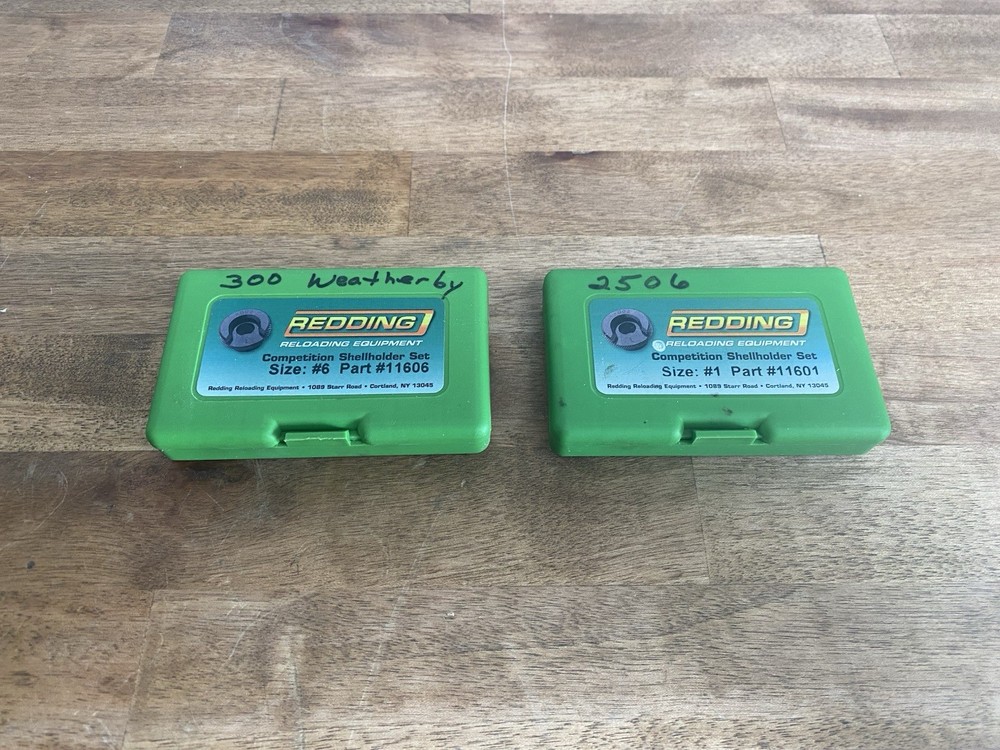 300 Weatherby
REDDING
RELOADING EQUIPMENT
Competition Shellholder Set
Size: #6 Part #11606
Redding Reloading Equipment • 1089 Starr Road • Cortland, NY 13045
2506
REDDING
RELOADING EQUIPMENT
Competition Shellholder Set
Size: #1 Part #11601
Redding Reloading Equipment • 1089 Starr Road • Cortland, NY 13045